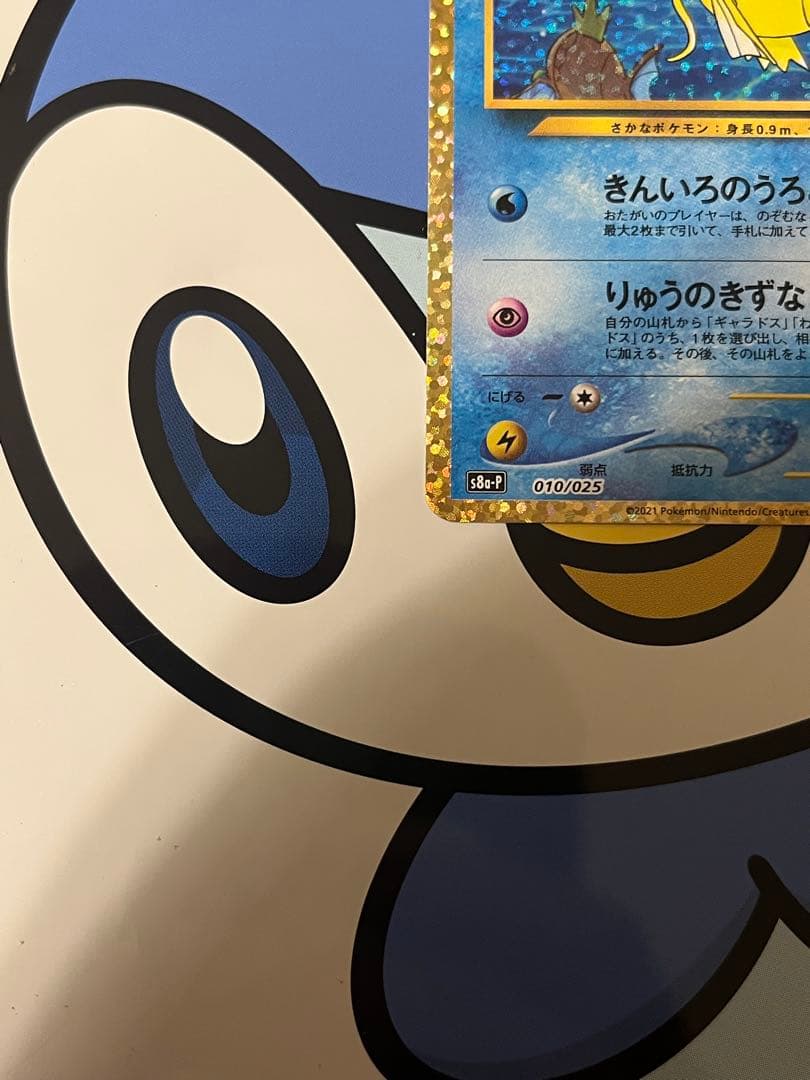 さかなポケモン：身長0.9m、
きんいろのうろ
おたがいのプレイヤーは、のぞむな
最大2枚まで引いて、手札に加えて
りゅうのきずな
自分の山札から「ギャラドス」「わ
ドス」のうち、1枚を選び出し、相
に加える。その後、その山札をよ
にげる
弱点 抵抗力
s8a-P 010/025
©2021 Pokémon/Nintendo/Creatures